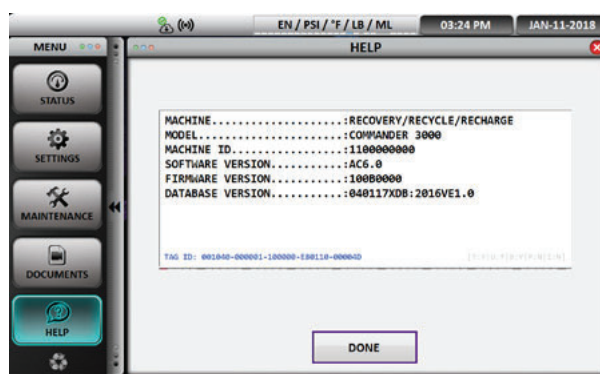 EN / PSI / °F / LB / ML
03:24 PM
JAN-11-2018
MENU
HELP
STATUS
SETTINGS
MAINTENANCE
DOCUMENTS
HELP
MACHINE....................:RECOVERY/RECYCLE/RECHARGE
MODEL......................:COMMANDER 3000
MACHINE ID.................:1100000000
SOFTWARE VERSION...........:AC6.0
FIRMWARE VERSION...........:100B0000
DATABASE VERSION...........:040117XDB:2016VE1.0
DONE